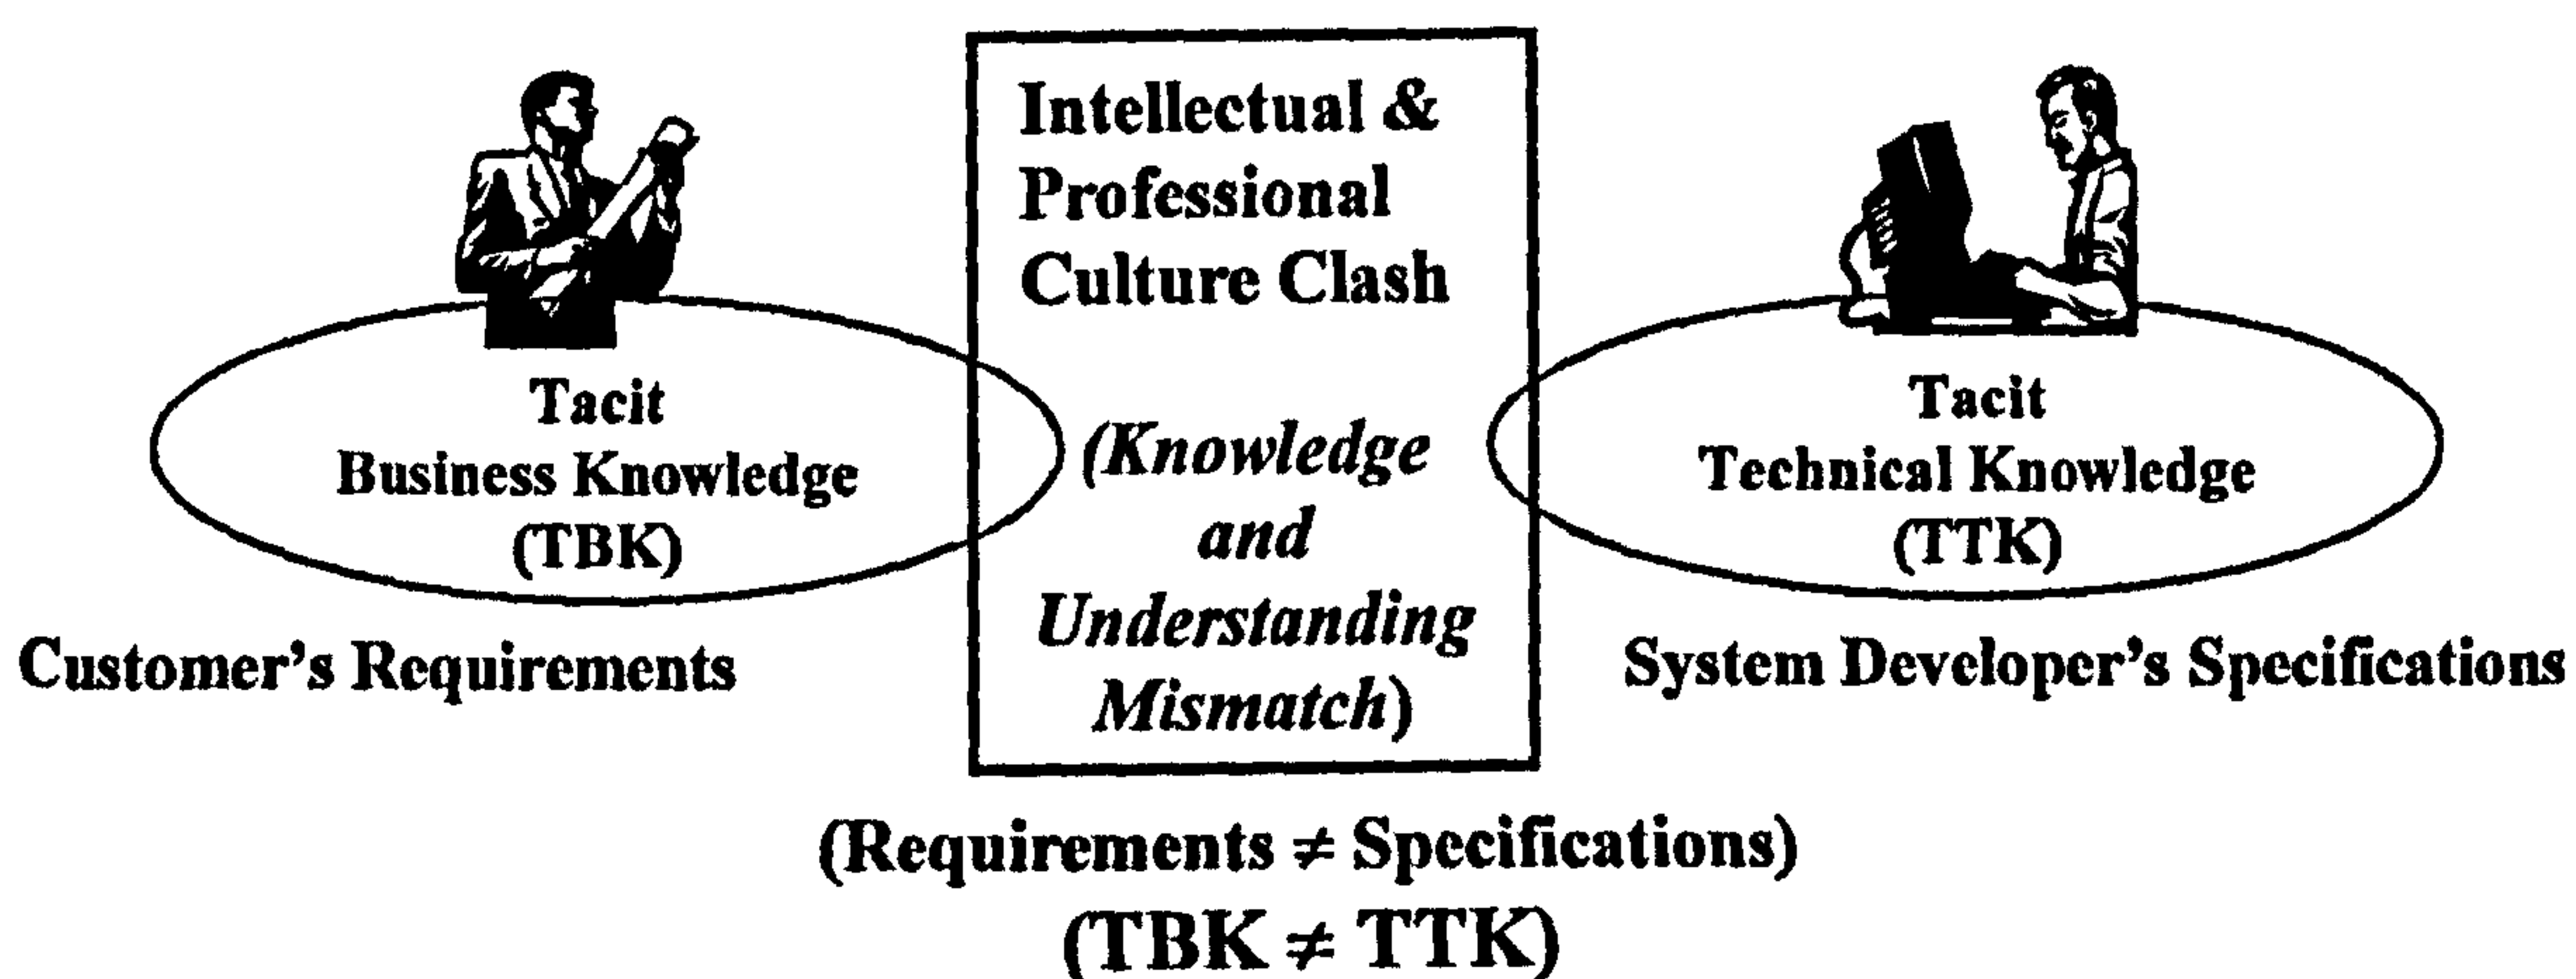 Intellectual &
Professional
Culture Clash
(Knowledge
and
Understanding
Mismatch)
Tacit
Business Knowledge
(TBK)
Customer's Requirements
Tacit
Technical Knowledge
(TTK)
System Developer's Specifications
(Requirements ≠ Specifications)
(TBK ≠ TTK)